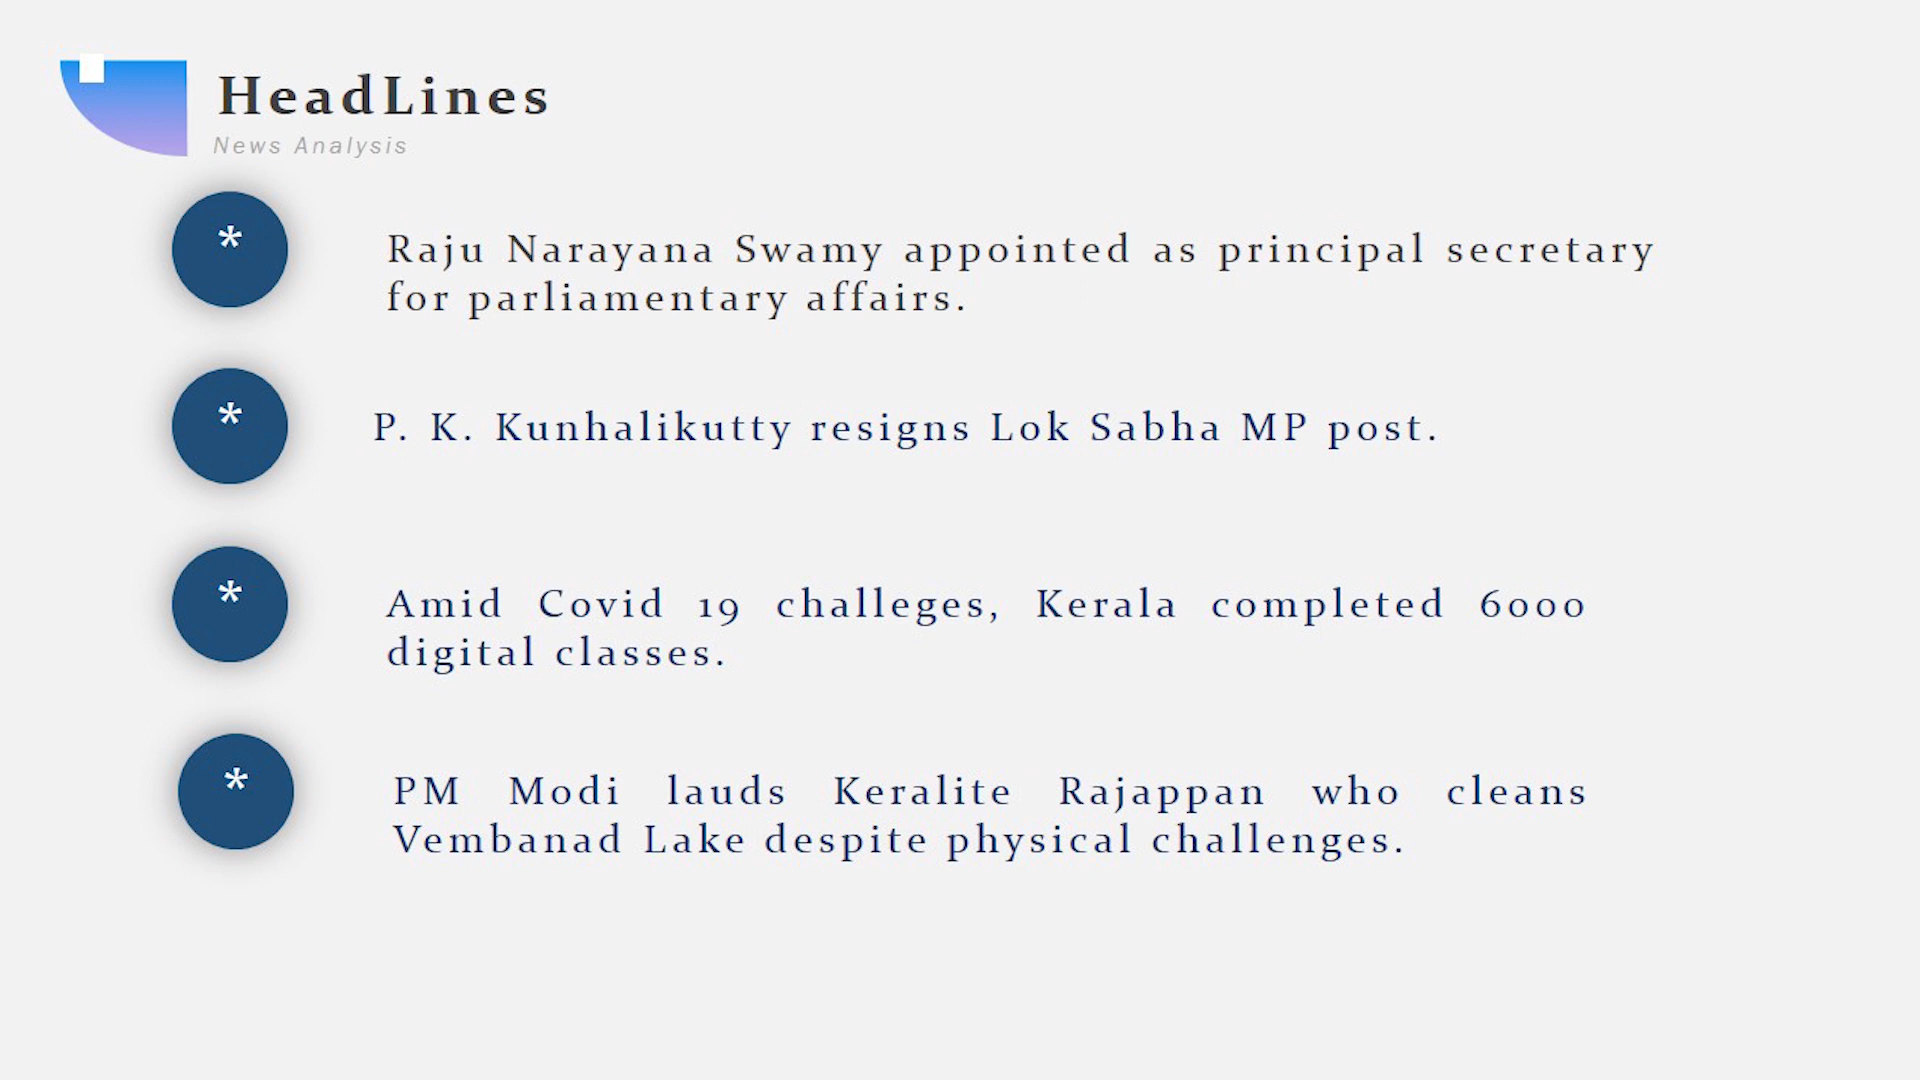 HeadLines
News Analysis
* Raju Narayana Swamy appointed as principal secretary
for parliamentary affairs.
* P. K. Kunhalikutty resigns Lok Sabha MP post.
* Amid Covid 19 challeges, Kerala completed 6000
digital classes.
* PM Modi lauds Keralite Rajappan who cleans
Vembanad Lake despite physical challenges.